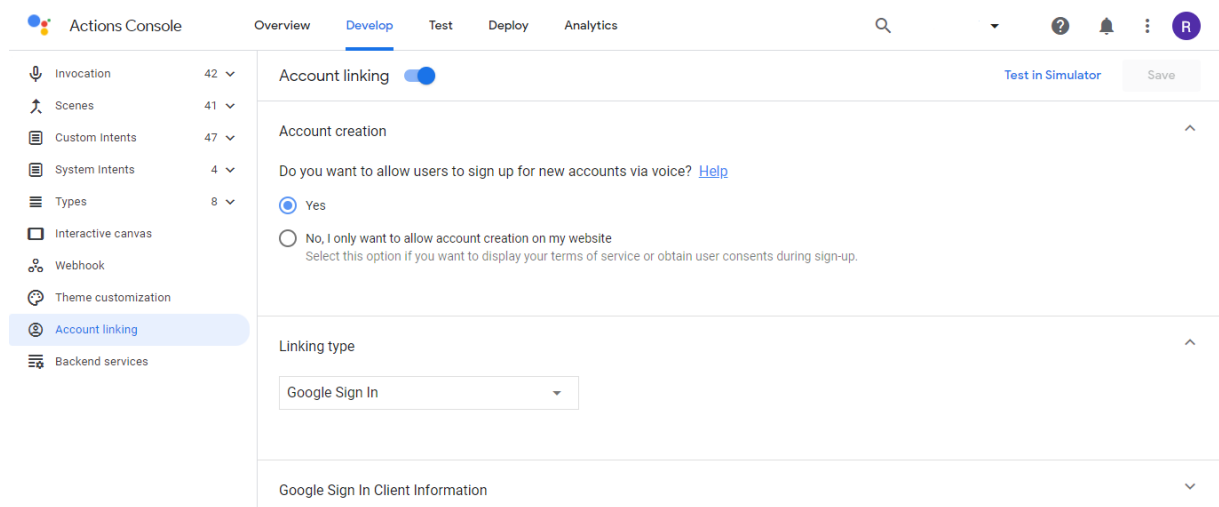 Actions Console
Overview Develop Test Deploy Analytics
R
Invocation 42
Scenes 41
Custom Intents 47
System Intents 4
Types 8
Interactive canvas
Webhook
Theme customization
Account linking
Backend services
Account linking
Test in Simulator Save
Account creation
Do you want to allow users to sign up for new accounts via voice? Help
Yes
No, I only want to allow account creation on my website
Select this option if you want to display your terms of service or obtain user consents during sign-up.
Linking type
Google Sign In
Google Sign In Client Information